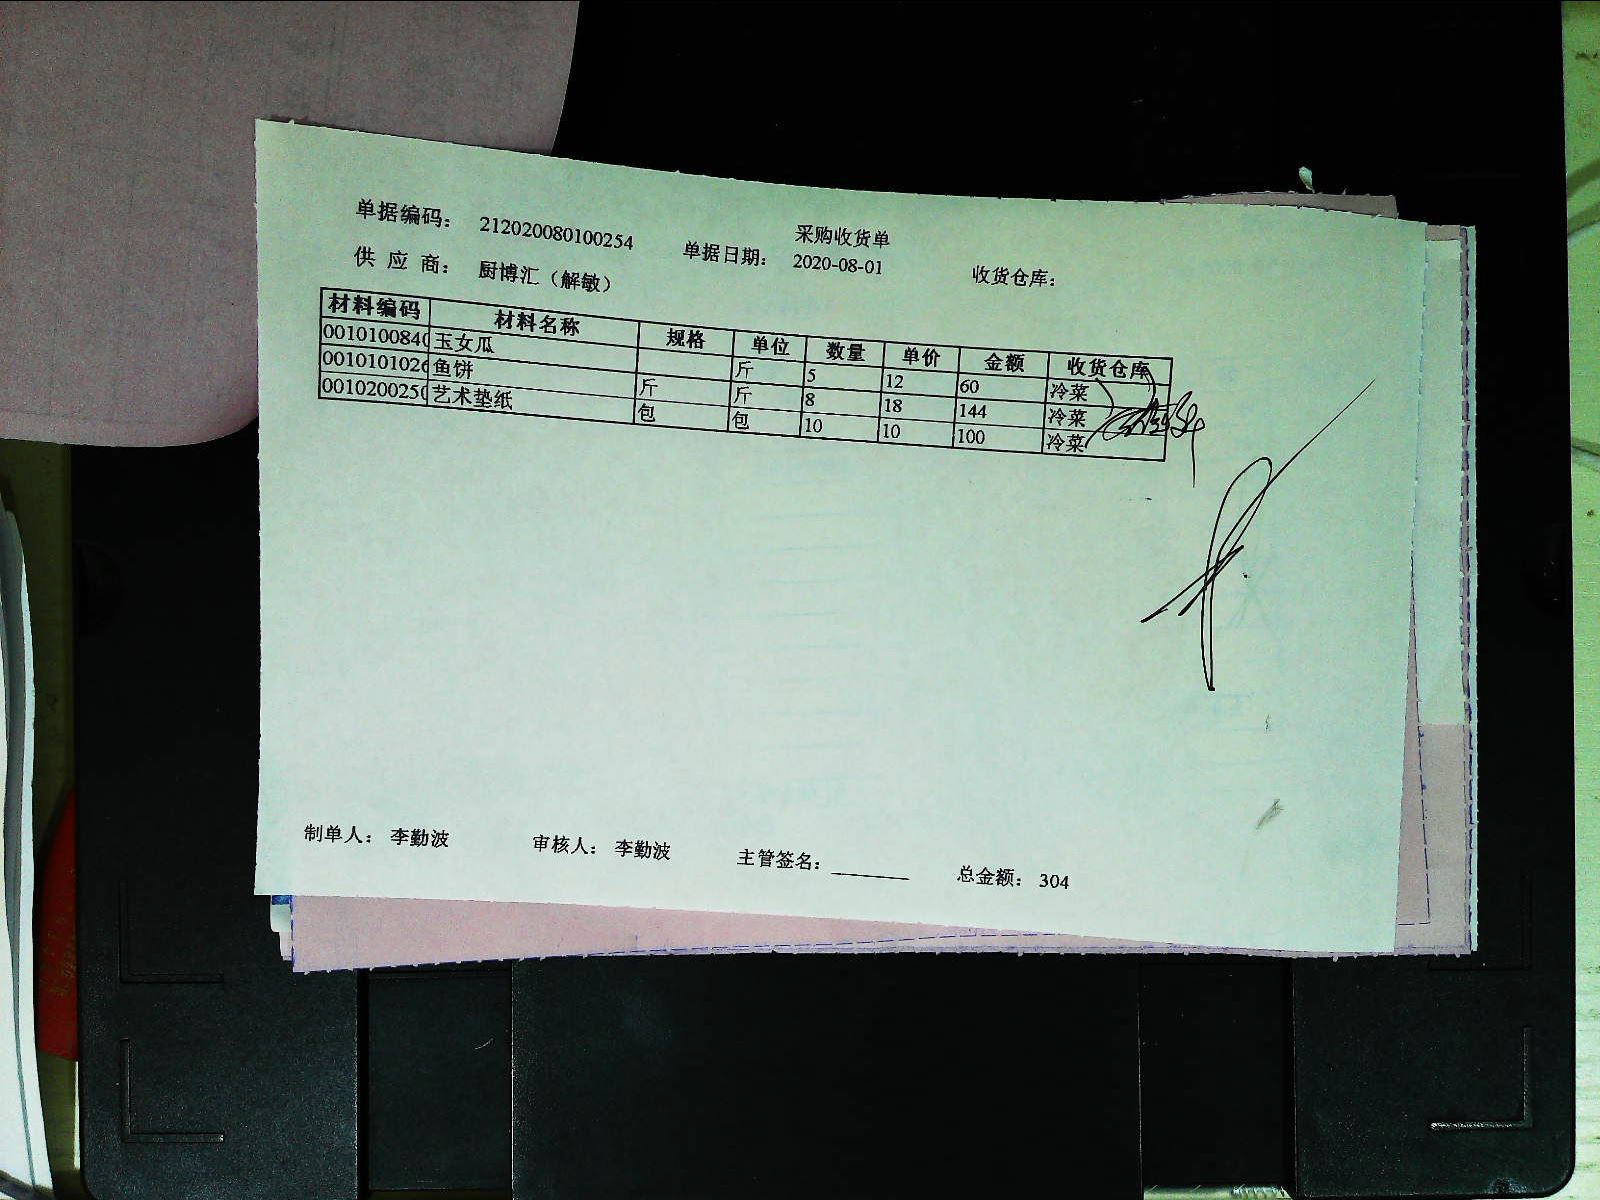 采购收货单
单据编码： 212020080100254 单据日期： 2020-08-01 收货仓库：
供 应 商： 厨博汇（解敏）
材料编码 材料名称 规格 单位 数量 单价 金额 收货仓库
0010100840 玉女瓜 斤 5 12 60 冷菜
0010101026 鱼饼 斤 斤 8 18 144 冷菜
0010200250 艺术垫纸 包 包 10 10 100 冷菜
制单人： 李勤波 审核人： 李勤波 主管签名： 总金额： 304